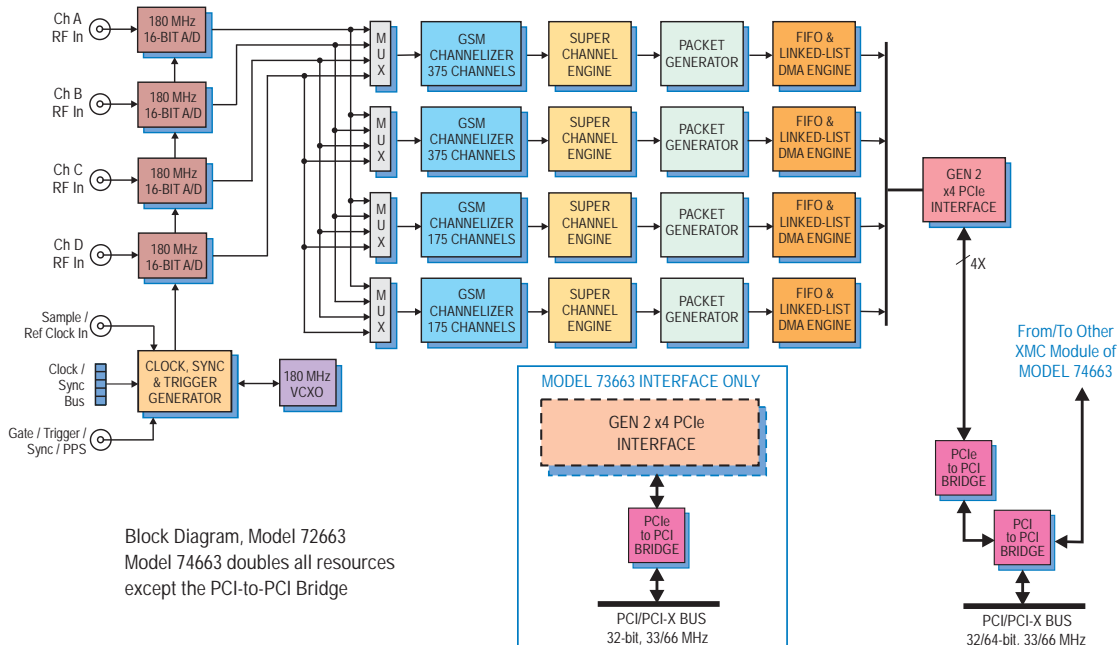 Ch A
RF In
180 MHz
16-BIT A/D
Ch B
RF In
180 MHz
16-BIT A/D
Ch C
RF In
180 MHz
16-BIT A/D
Ch D
RF In
180 MHz
16-BIT A/D
Sample /
Ref Clock In
Clock /
Sync
Bus
Gate / Trigger /
Sync / PPS
CLOCK, SYNC
& TRIGGER
GENERATOR
180 MHz
VCXO
M
U
X
GSM
CHANNELIZER
375 CHANNELS
SUPER
CHANNEL
ENGINE
PACKET
GENERATOR
FIFO &
LINKED-LIST
DMA ENGINE
M
U
X
GSM
CHANNELIZER
375 CHANNELS
SUPER
CHANNEL
ENGINE
PACKET
GENERATOR
FIFO &
LINKED-LIST
DMA ENGINE
M
U
X
GSM
CHANNELIZER
175 CHANNELS
SUPER
CHANNEL
ENGINE
PACKET
GENERATOR
FIFO &
LINKED-LIST
DMA ENGINE
M
U
X
GSM
CHANNELIZER
175 CHANNELS
SUPER
CHANNEL
ENGINE
PACKET
GENERATOR
FIFO &
LINKED-LIST
DMA ENGINE
GEN 2
x4 PCIe
INTERFACE
4X
From/To Other
XMC Module of
MODEL 74663
PCIe
to PCI
BRIDGE
PCI
to PCI
BRIDGE
PCI/PCI-X BUS
32/64-bit, 33/66 MHz
MODEL 73663 INTERFACE ONLY
GEN 2 x4 PCIe
INTERFACE
PCIe
to PCI
BRIDGE
PCI/PCI-X BUS
32-bit, 33/66 MHz
Block Diagram, Model 72663
Model 74663 doubles all resources
except the PCI-to-PCI Bridge